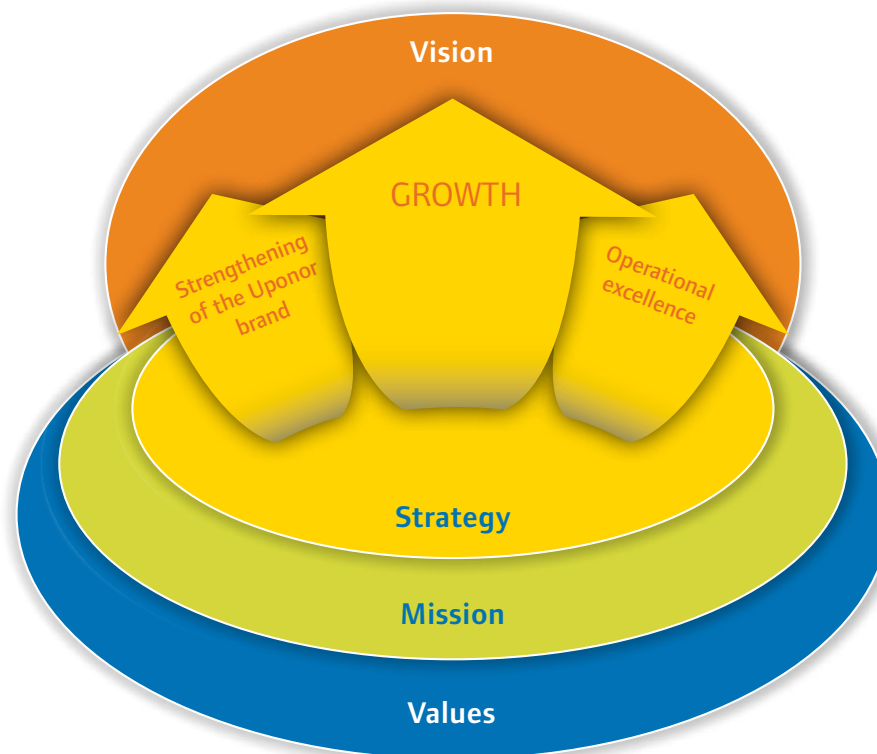 Vision
GROWTH
Strengthening
of the Uponor
brand
Operational
excellence
Strategy
Mission
Values